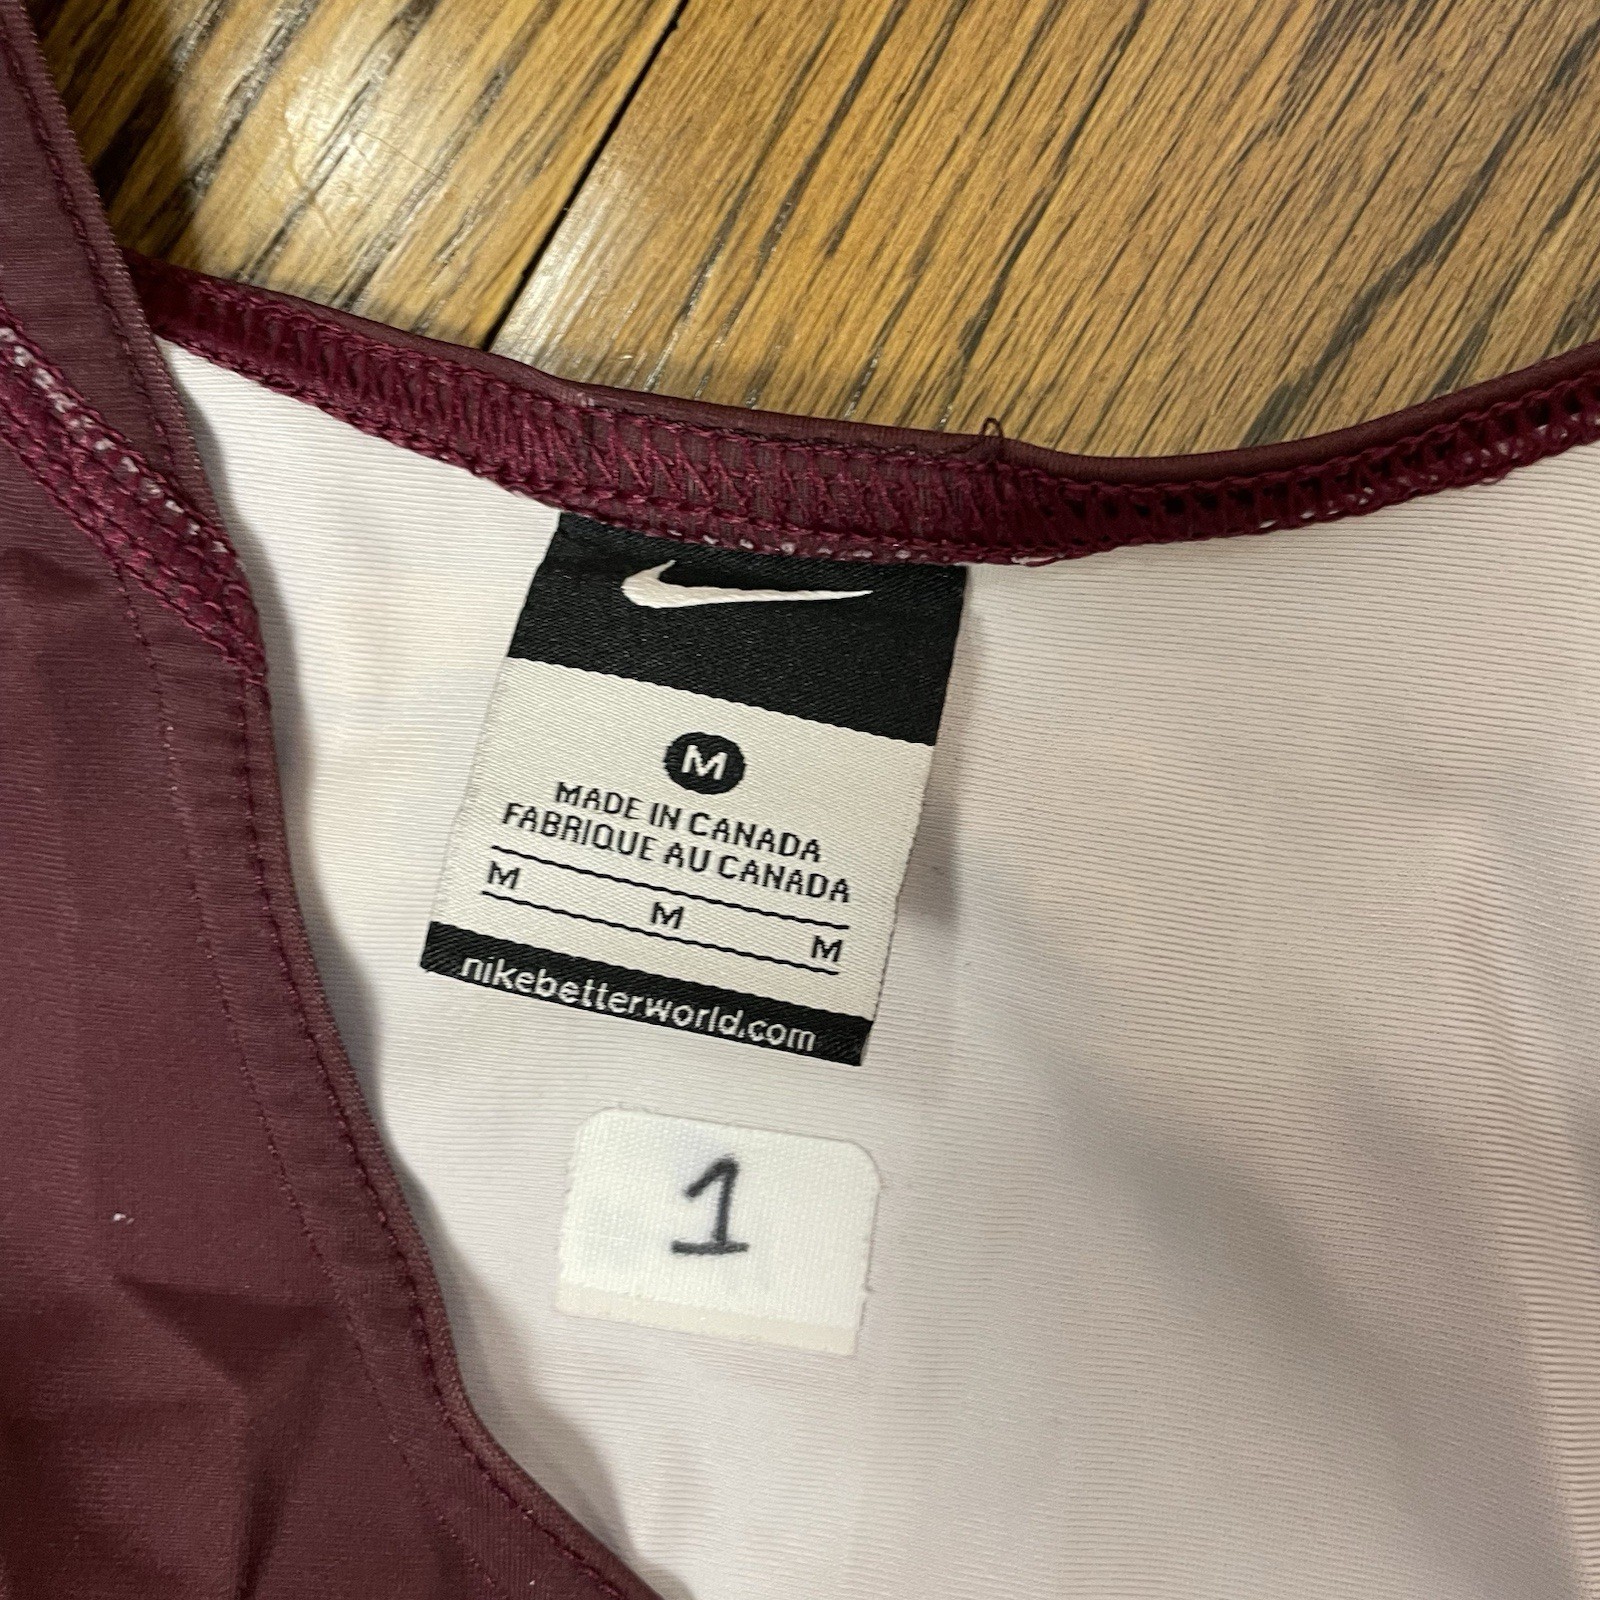 M
MADE IN CANADA
FABRIQUE AU CANADA
M M M
nikebetterworld.com
1